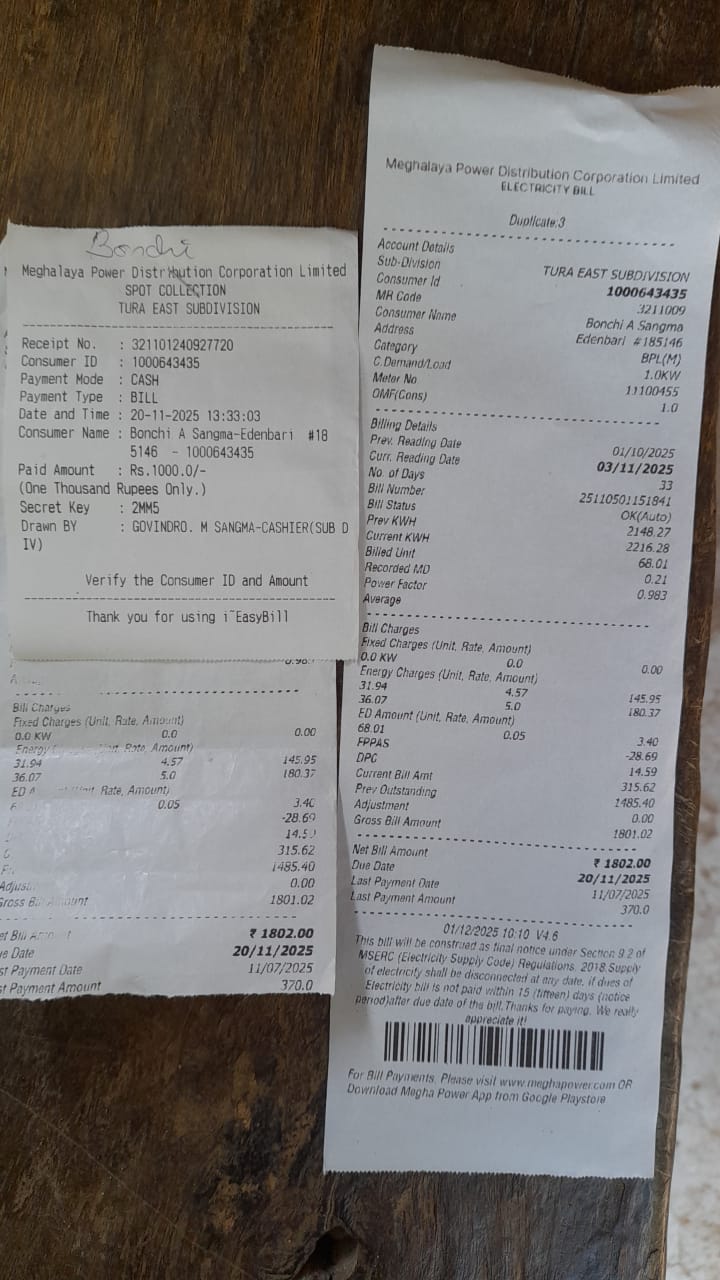 Bonchi
Meghalaya Power Distribution Corporation Limited
SPOT COLLECTION
TURA EAST SUBDIVISION
Receipt No. : 321101240927720
Consumer ID : 1000643435
Payment Mode : CASH
Payment Type : BILL
Date and Time : 20-11-2025 13:33:03
Consumer Name : Bonchi A Sangma-Edenbari #18
5146 - 1000643435
Paid Amount : Rs.1000.0/-
(One Thousand Rupees Only.)
Secret Key : 2MM5
Drawn BY : GOVINDRO. M SANGMA-CASHIER(SUB D
IV)
Verify the Consumer ID and Amount
Thank you for using i~EasyBill
Bill Charges
Fixed Charges (Unit, Rate, Amount)
0.0 KW 0.0 0.00
Rate, Amount)
31.94 4.57 145.95
36.07 5.0 180.37
Rate, Amount)
0.05 3.40
-28.69
315.62
1485.40
0.00
Gross Bill Amount 1801.02
Net Bill Amount ₹ 1802.00
Due Date 20/11/2025
st Payment Date 11/07/2025
st Payment Amount 370.0
Meghalaya Power Distribution Corporation Limited
ELECTRICITY BILL
Duplicate:3
Account Details
Sub-Division TURA EAST SUBDIVISION
Consumer Id 1000643435
MR Code 3211009
Consumer Name Bonchi A Sangma
Address Edenbari #185146
Category BPL(M)
C.Demand/Load 1.0KW
Meter No 11100455
OMF(Cons) 1.0
Billing Details
Prev. Reading Date 01/10/2025
Curr. Reading Date 03/11/2025
No. of Days 33
Bill Number 25110501151841
Bill Status OK(Auto)
Prev KWH 2148.27
Current KWH 2216.28
Billed Unit 68.01
Recorded MD 0.21
Power Factor 0.983
Average
Bill Charges
Fixed Charges (Unit, Rate, Amount)
0.0 KW 0.0 0.00
Energy Charges (Unit, Rate, Amount)
31.94 4.57 145.95
36.07 5.0 180.37
ED Amount (Unit, Rate, Amount)
68.01 0.05 3.40
FPPAS -28.69
DPC 14.59
Current Bill Amt 315.62
Prev Outstanding 1485.40
Adjustment 0.00
Gross Bill Amount 1801.02
Net Bill Amount ₹ 1802.00
Due Date 20/11/2025
Last Payment Date 11/07/2025
Last Payment Amount 370.0
01/12/2025 10:10 V4.6
This bill will be construed as final notice under Section 9.2 of
MSERC (Electricity Supply Code) Regulations, 2018.Supply
of electricity shall be disconnected at any date, if dues of
Electricity bill is not paid within 15 (fifteen) days (notice
period)after due date of the bill.Thanks for paying. We really
appreciate it!
For Bill Payments, Please visit www.meghapower.com OR
Download Megha Power App from Google Playstore